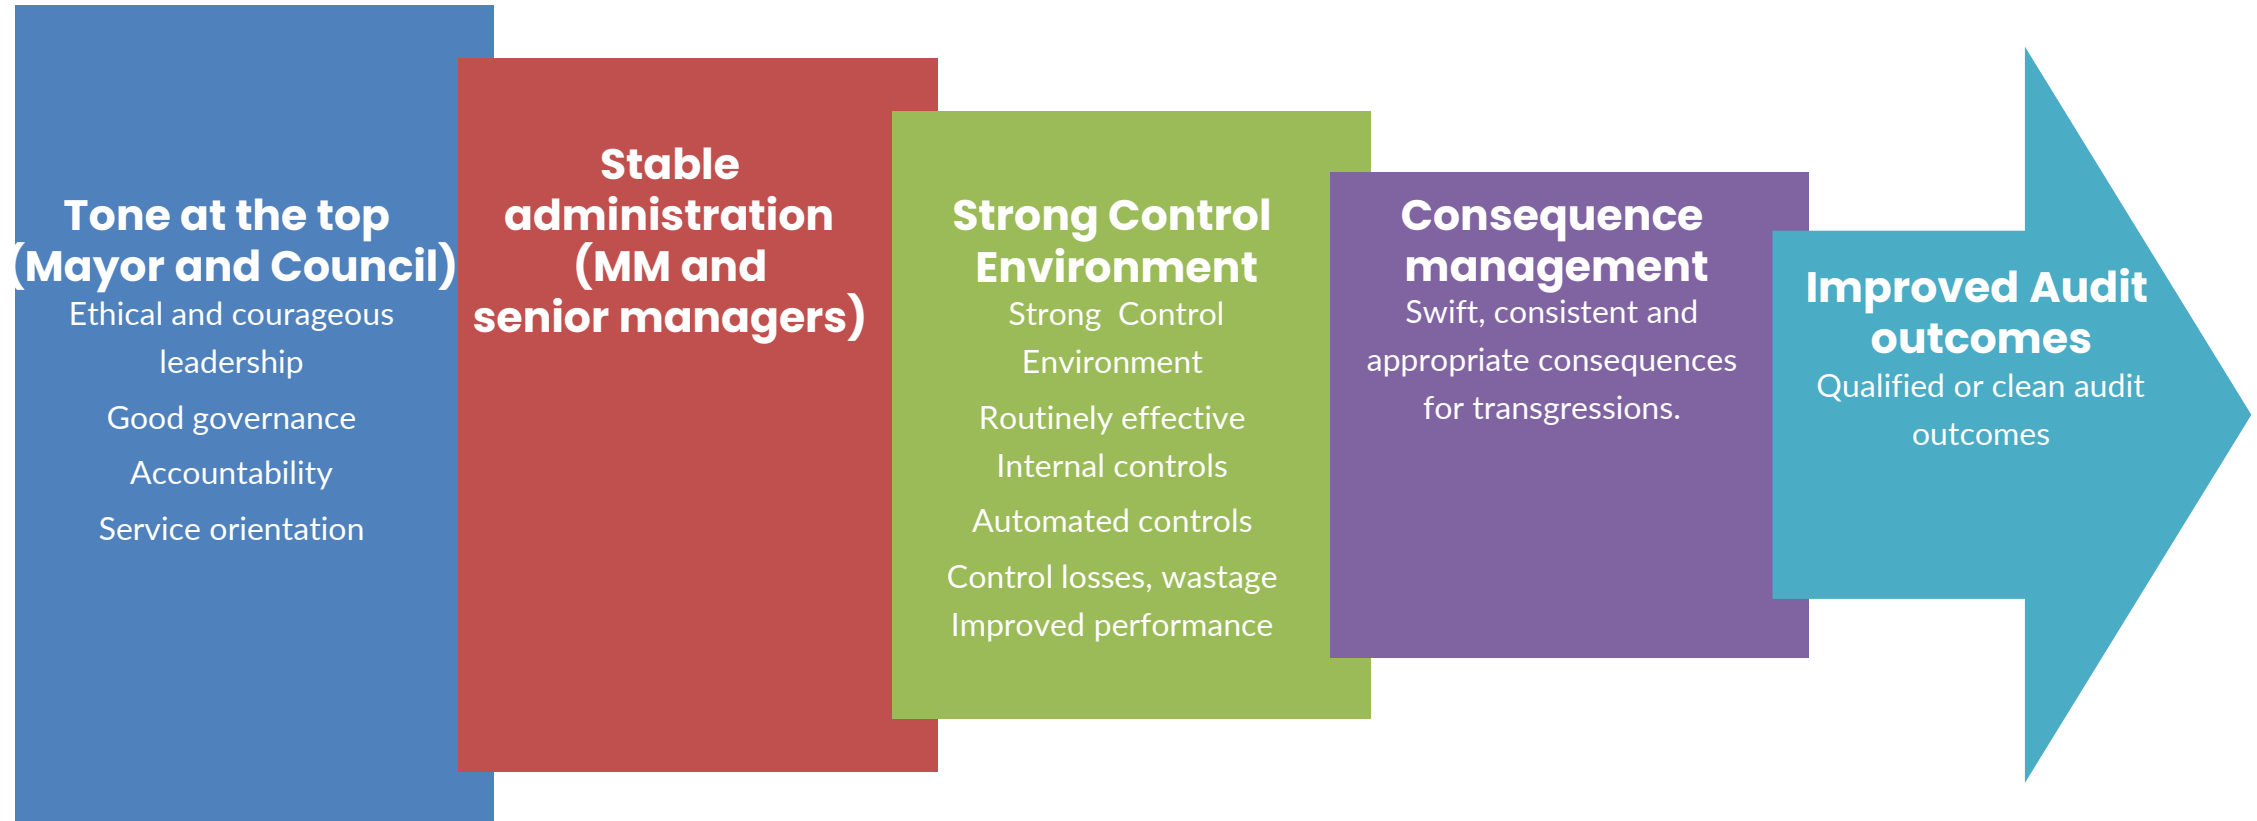 Tone at the top
(Mayor and Council)
Ethical and courageous
leadership
Good governance
Accountability
Service orientation
Stable
administration
(MM and
senior managers)
Strong Control
Environment
Strong  Control
Environment
Routinely effective
Internal controls
Automated controls
Control losses, wastage
Improved performance
Consequence
management
Swift, consistent and
appropriate consequences
for transgressions.
Improved Audit
outcomes
Qualified or clean audit
outcomes